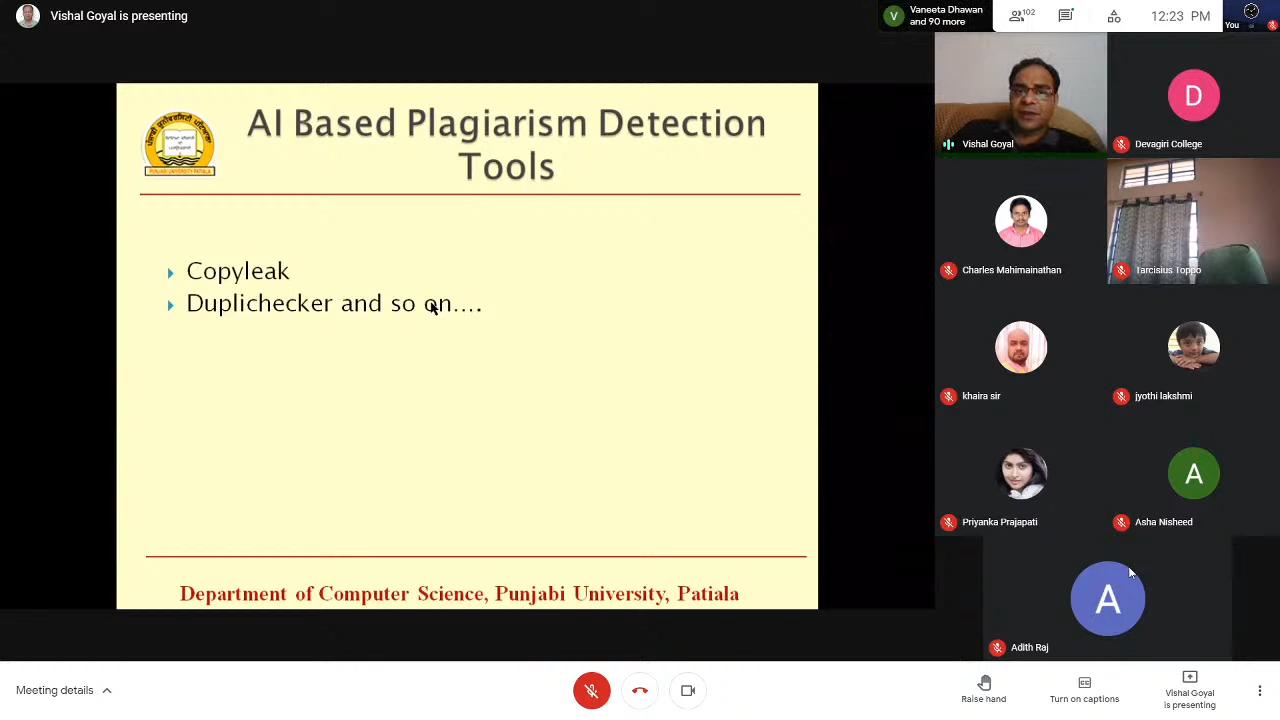 Vishal Goyal is presenting
V
Vaneeta Dhawan
and 90 more
102
12:23 PM
You
AI Based Plagiarism Detection
Tools
Copyleak
Duplichecker and so on....
Department of Computer Science, Punjabi University, Patiala
Vishal Goyal
D
Devagiri College
Charles Mahimainathan
Tarcisius Toppo
khaira sir
jyothi lakshmi
Priyanka Prajapati
A
Asha Nisheed
A
Adith Raj
Meeting details
Raise hand
Turn on captions
Vishal Goyal
is presenting